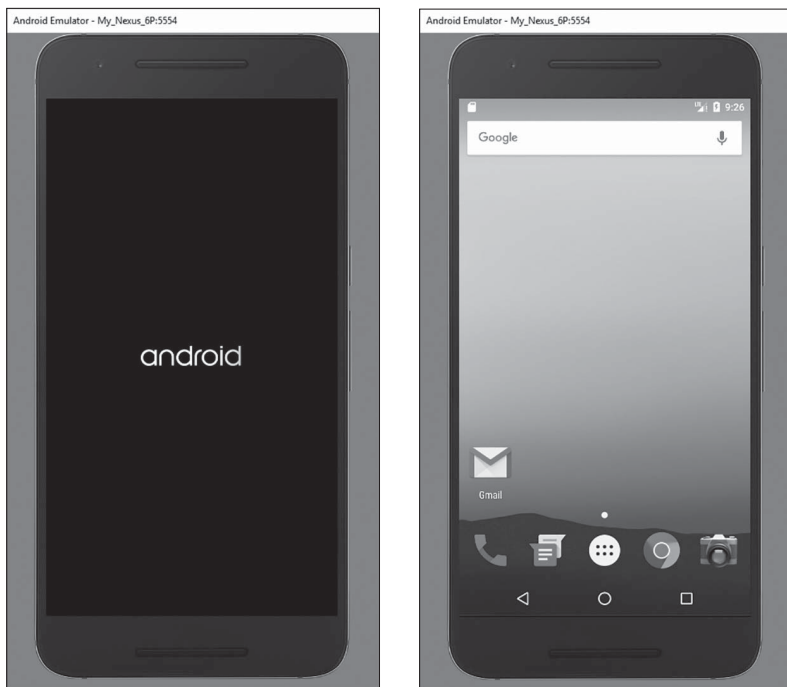 Android Emulator - My_Nexus_6P:5554
android
Android Emulator - My_Nexus_6P:5554
9:26
Google
Gmail